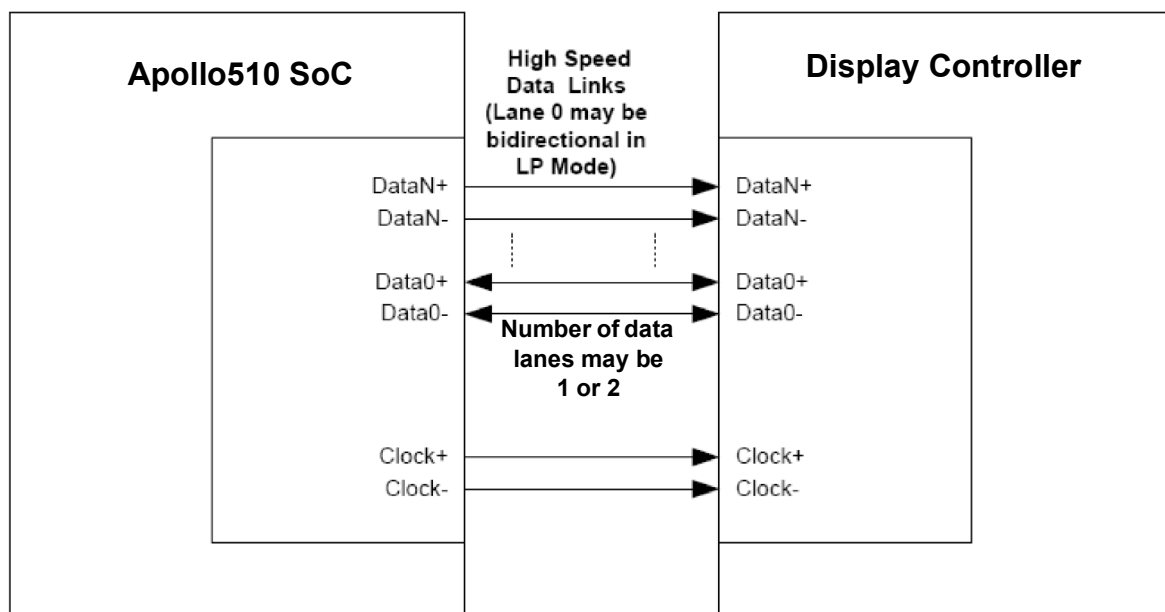 Apollo510 SoC
High Speed
Data Links
(Lane 0 may be
bidirectional in
LP Mode)
Display Controller
DataN+
DataN+
DataN-
DataN-
Data0+
Data0+
Data0-
Data0-
Number of data
lanes may be
1 or 2
Clock+
Clock+
Clock-
Clock-